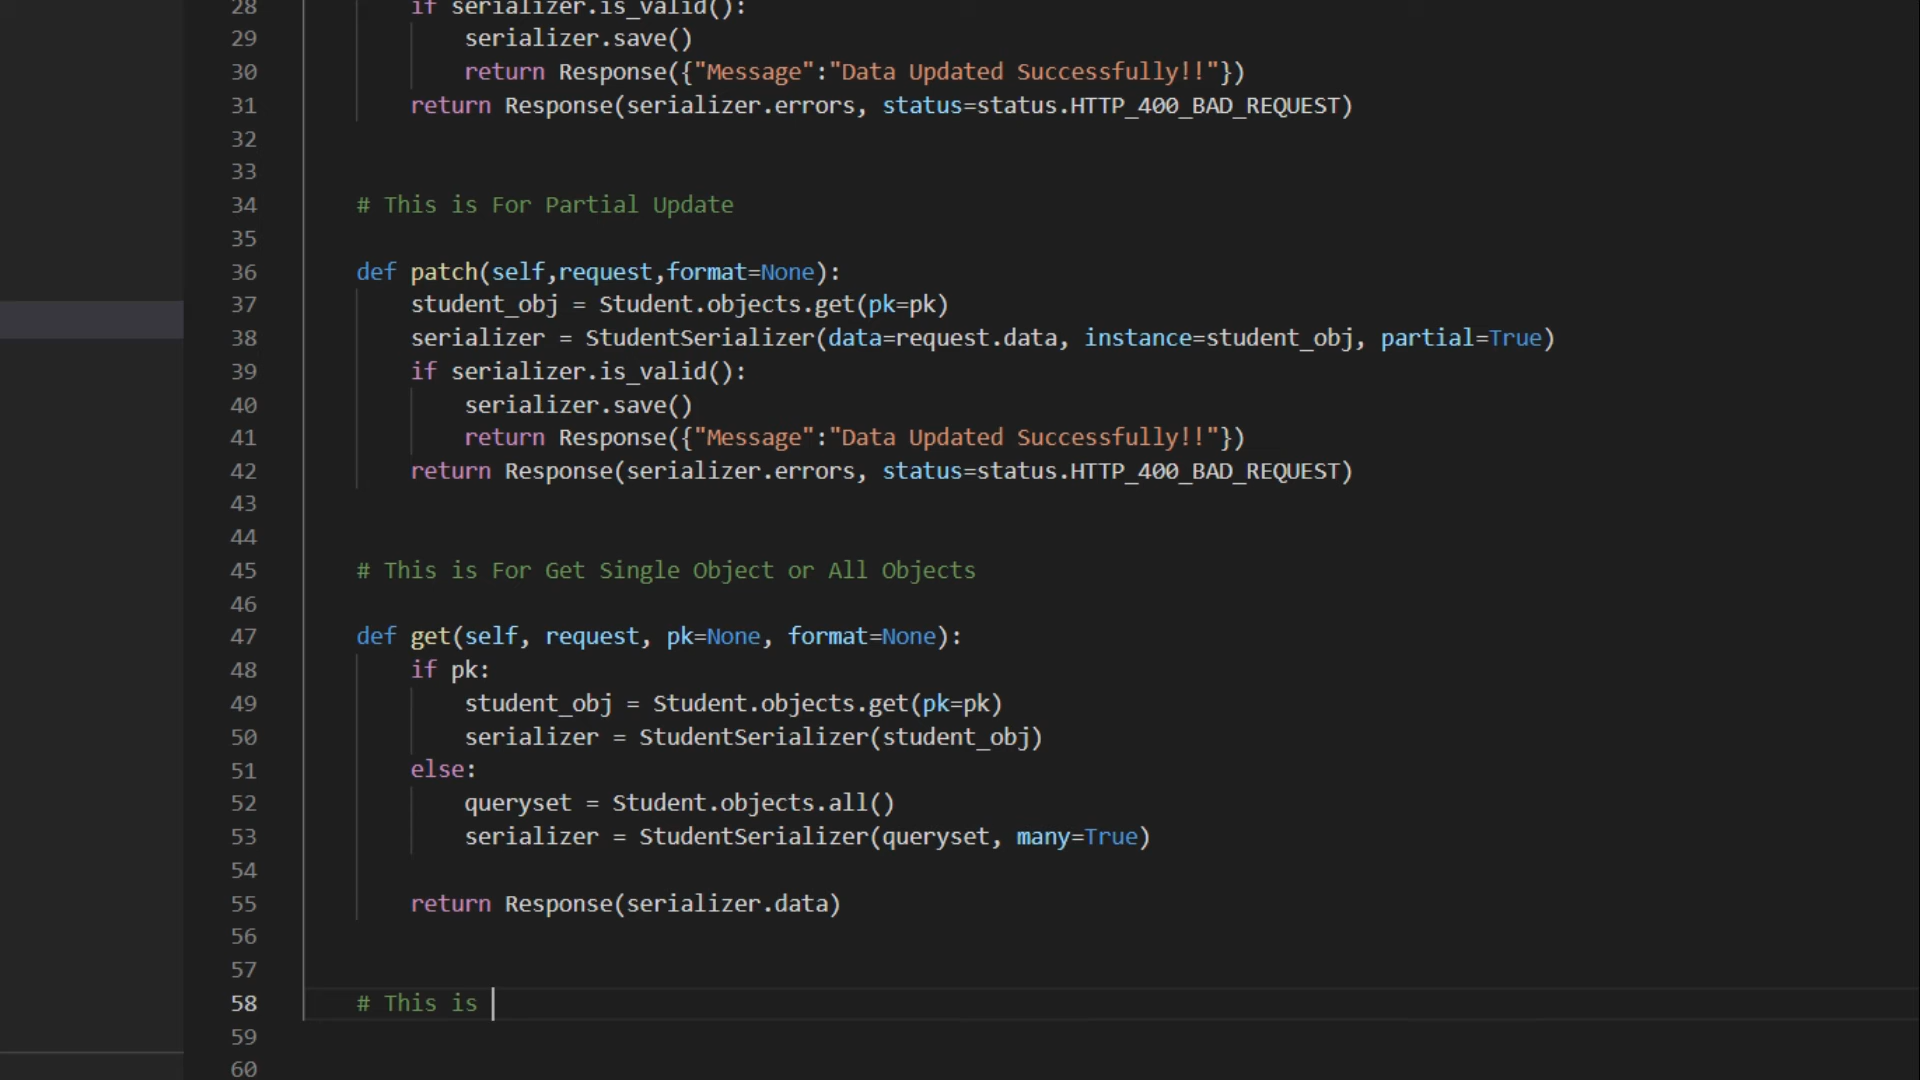 28 if serializer.is_valid():
29 serializer.save()
30 return Response({"Message":"Data Updated Successfully!!"})
31 return Response(serializer.errors, status=status.HTTP_400_BAD_REQUEST)
32
33
34 # This is For Partial Update
35
36 def patch(self,request,format=None):
37 student_obj = Student.objects.get(pk=pk)
38 serializer = StudentSerializer(data=request.data, instance=student_obj, partial=True)
39 if serializer.is_valid():
40 serializer.save()
41 return Response({"Message":"Data Updated Successfully!!"})
42 return Response(serializer.errors, status=status.HTTP_400_BAD_REQUEST)
43
44
45 # This is For Get Single Object or All Objects
46
47 def get(self, request, pk=None, format=None):
48 if pk:
49 student_obj = Student.objects.get(pk=pk)
50 serializer = StudentSerializer(student_obj)
51 else:
52 queryset = Student.objects.all()
53 serializer = StudentSerializer(queryset, many=True)
54
55 return Response(serializer.data)
56
57
58 # This is
59
60